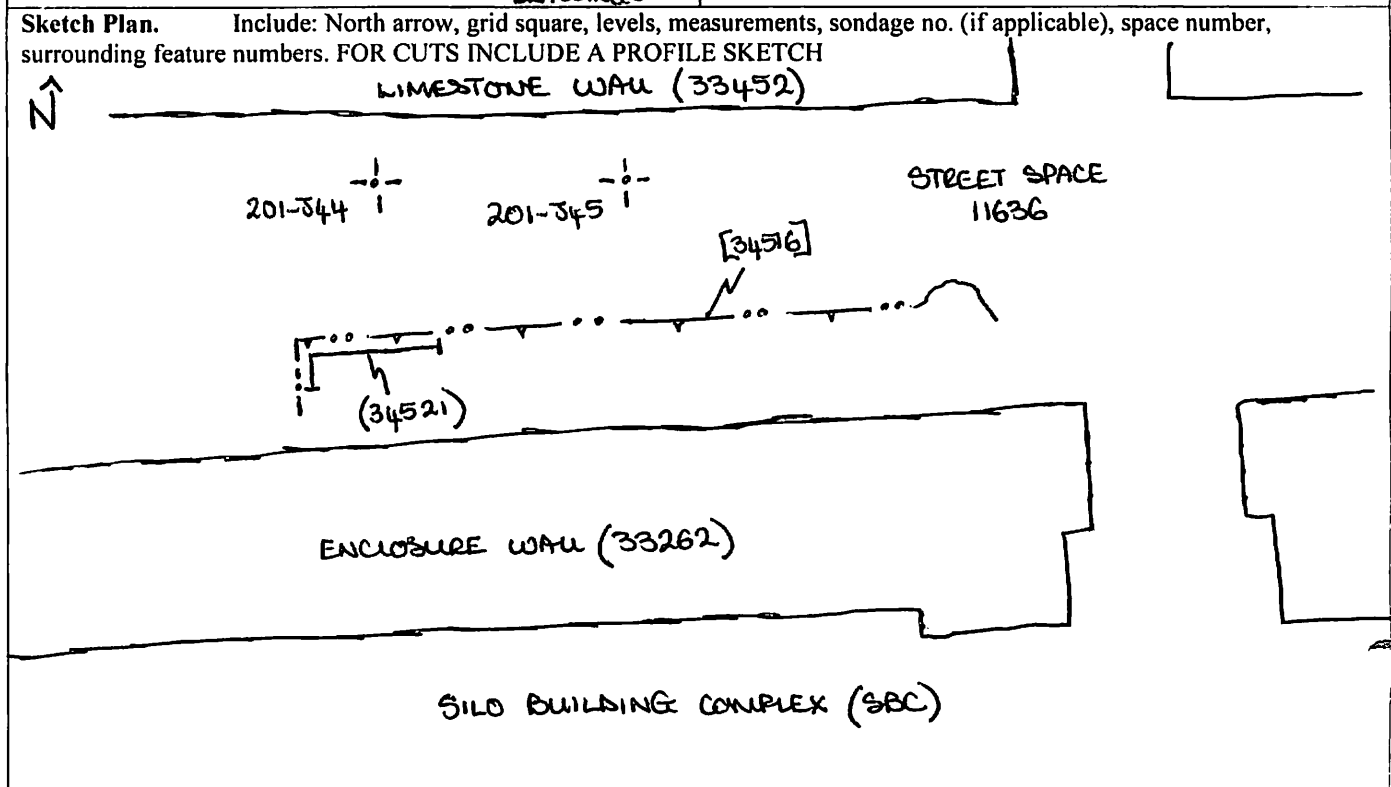 Sketch Plan. Include: North arrow, grid square, levels, measurements, sondage no. (if applicable), space number,
surrounding feature numbers. FOR CUTS INCLUDE A PROFILE SKETCH
LIMESTONE WALL (33452)
N
201-J44
201-J45
STREET SPACE
11636
[34516]
(34521)
ENCLOSURE WALL (33262)
SILO BUILDING COMPLEX (SBC)